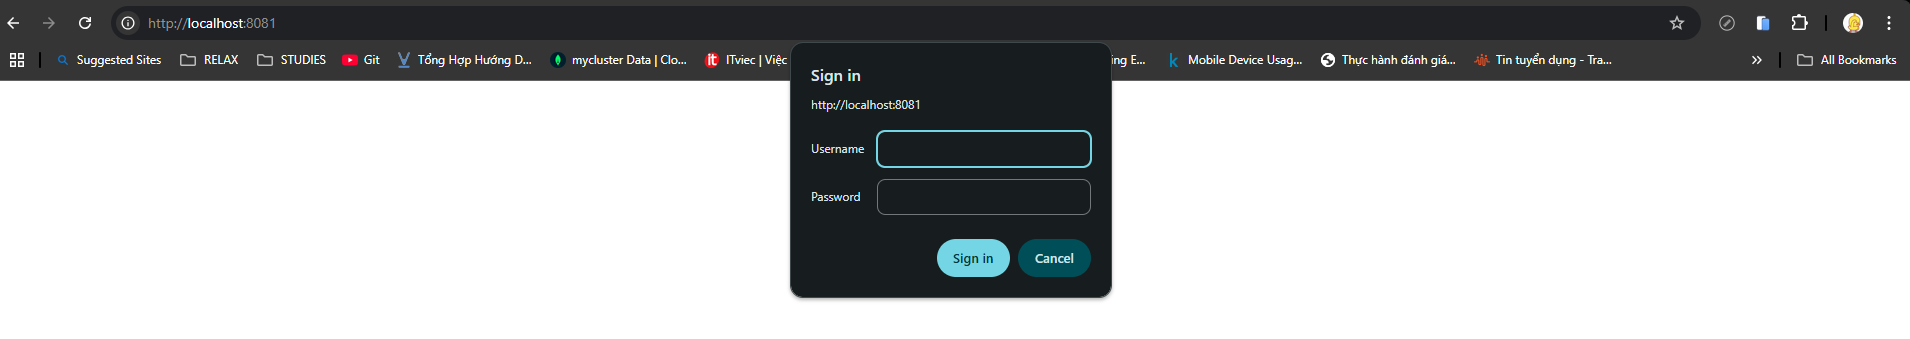 http://localhost:8081
Suggested Sites RELAX STUDIES Git Tổng Hợp Hướng D... mycluster Data | Clo... ITviec | Việc ing E... Mobile Device Usag... Thực hành đánh giá... Tin tuyển dụng - Tra... All Bookmarks
Sign in
http://localhost:8081
Username
Password
Sign in Cancel